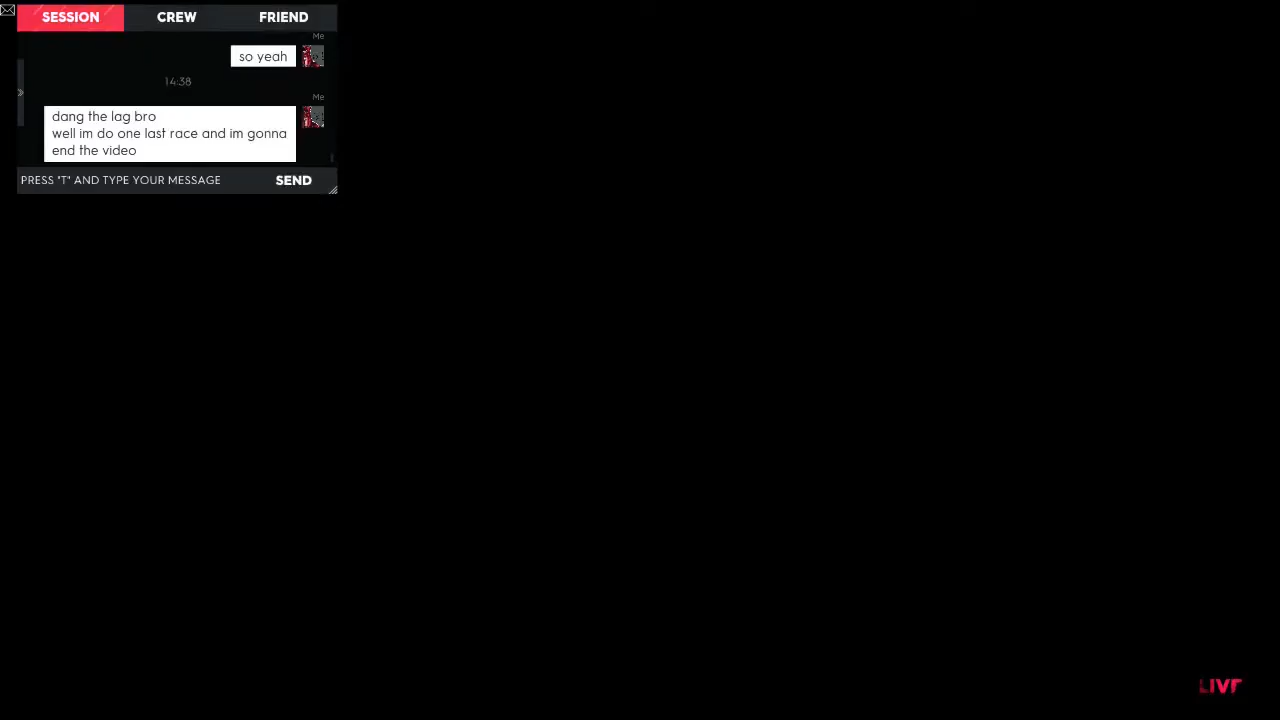 SESSION CREW FRIEND
Me
so yeah
14:38
Me
dang the lag bro
well im do one last race and im gonna
end the video
PRESS "T" AND TYPE YOUR MESSAGE SEND
LIVE